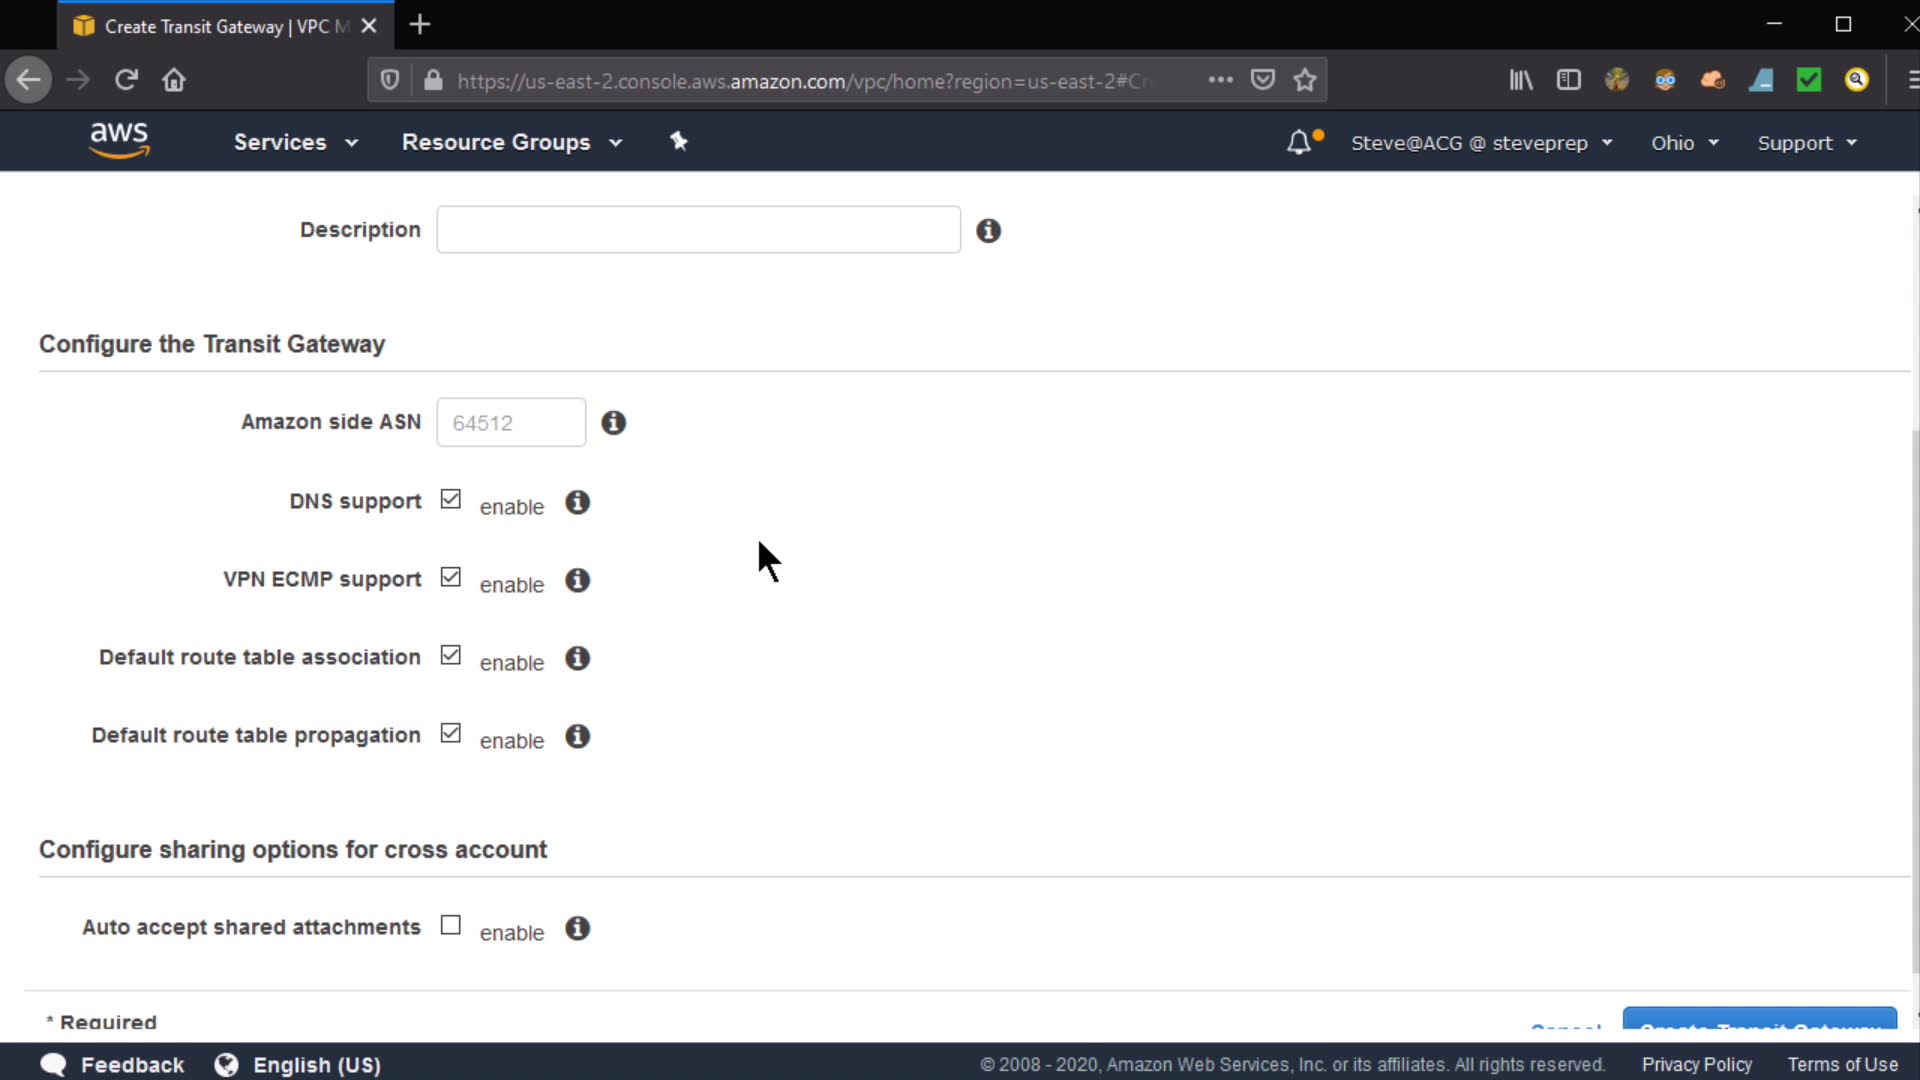 Create Transit Gateway | VPC M
https://us-east-2.console.aws.amazon.com/vpc/home?region=us-east-2#Cr
aws Services Resource Groups Steve@ACG @ steveprep Ohio Support
Description
Configure the Transit Gateway
Amazon side ASN 64512
DNS support enable
VPN ECMP support enable
Default route table association enable
Default route table propagation enable
Configure sharing options for cross account
Auto accept shared attachments enable
* Required Cancel Create Transit Gateway
Feedback English (US) © 2008 - 2020, Amazon Web Services, Inc. or its affiliates. All rights reserved. Privacy Policy Terms of Use